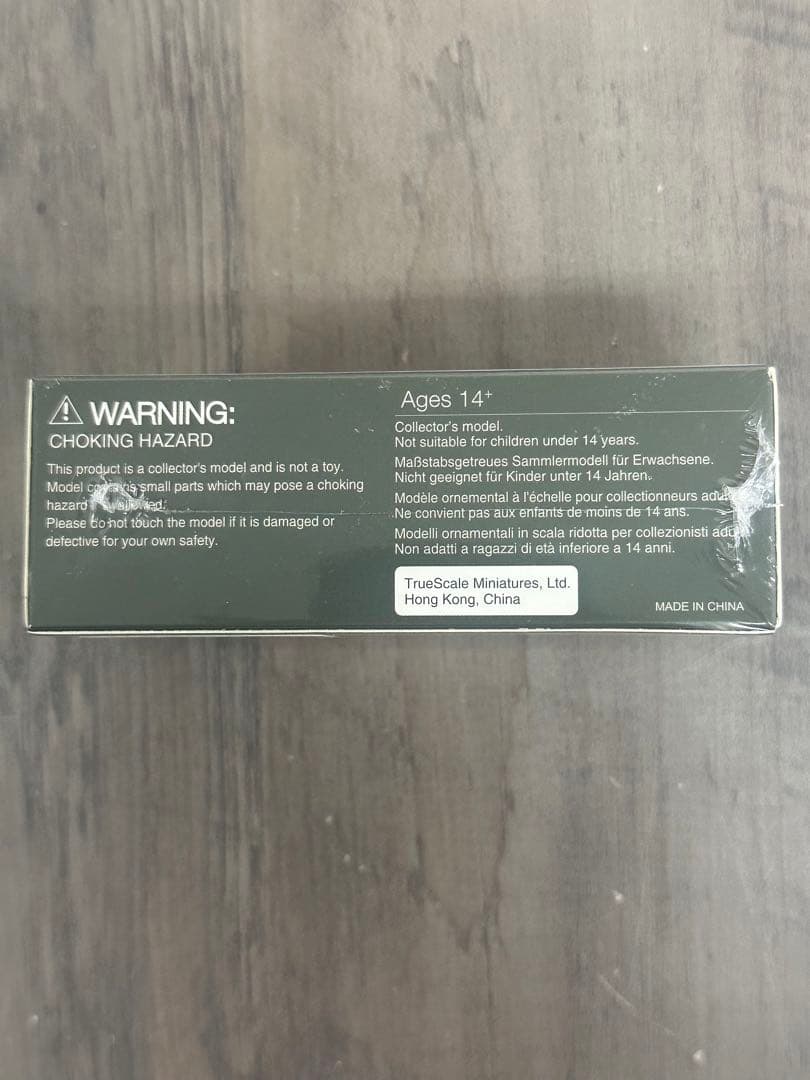 WARNING:
CHOKING HAZARD
This product is a collector's model and is not a toy.
Model contains small parts which may pose a choking
hazard swallowed.
Please do not touch the model if it is damaged or
defective for your own safety.
Ages 14+
Collector's model.
Not suitable for children under 14 years.
Maßstabsgetreues Sammlermodell für Erwachsene.
Nicht geeignet für Kinder unter 14 Jahren.
Modèle ornemental à l'échelle pour collectionneurs
Ne convient pas aux enfants de moins de 14 ans.
Modelli ornamentali in scala ridotta per collezionisti
Non adatti a ragazzi di età inferiore a 14 anni.
TrueScale Miniatures, Ltd.
Hong Kong, China
MADE IN CHINA